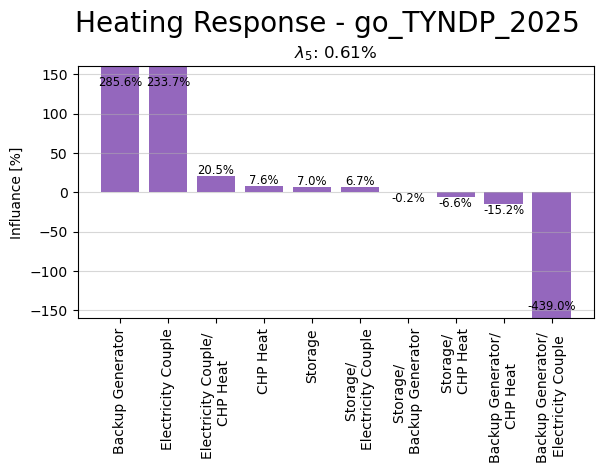 Heating Response - go_TYNDP_2025
λ₅: 0.61%
Influance [%]
150
100
50
0
−50
−100
−150
285.6%
233.7%
20.5%
7.6%
7.0%
6.7%
-0.2%
-6.6%
-15.2%
-439.0%
Backup Generator
Electricity Couple
Electricity Couple/
CHP Heat
CHP Heat
Storage
Storage/
Electricity Couple
Storage/
Backup Generator
Storage/
CHP Heat
Backup Generator/
CHP Heat
Backup Generator/
Electricity Couple